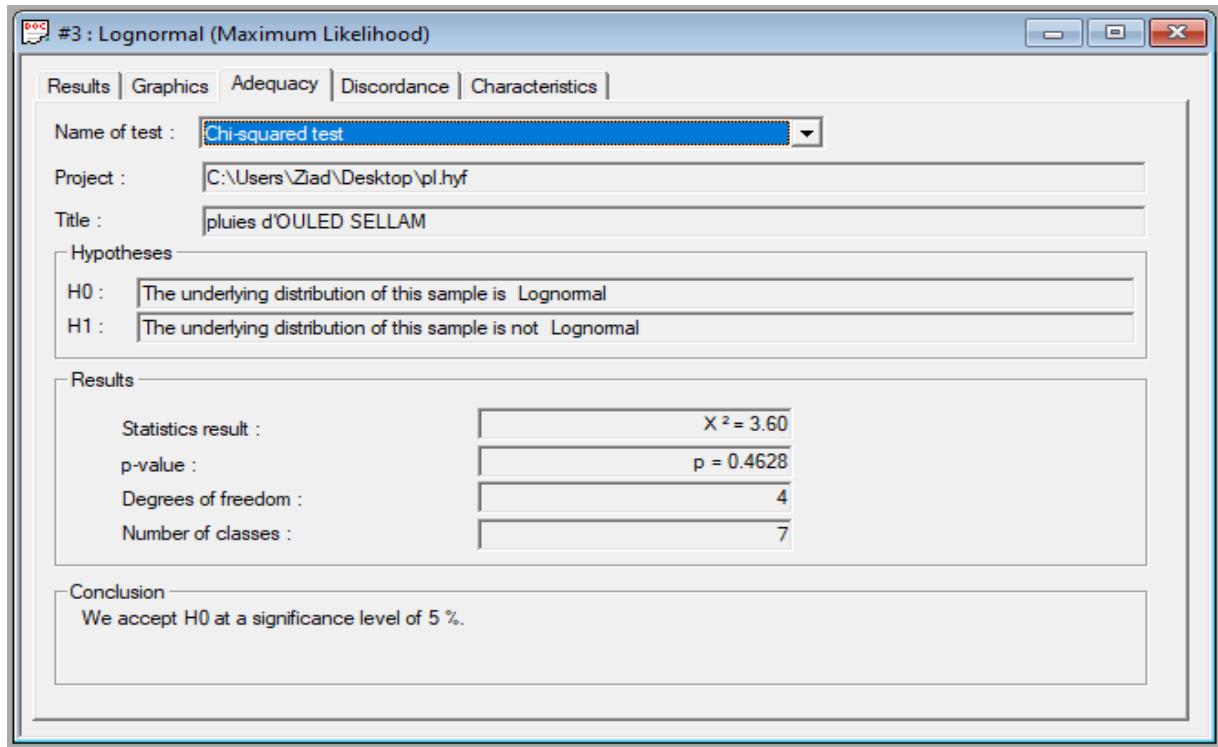 #3 : Lognormal (Maximum Likelihood)
Results Graphics Adequacy Discordance Characteristics
Name of test : Chi-squared test
Project : C:\Users\Ziad\Desktop\pl.hyf
Title : pluies d'OULED SELLAM
Hypotheses
H0 : The underlying distribution of this sample is Lognormal
H1 : The underlying distribution of this sample is not Lognormal
Results
Statistics result : X² = 3.60
p-value : p = 0.4628
Degrees of freedom : 4
Number of classes : 7
Conclusion
We accept H0 at a significance level of 5 %.